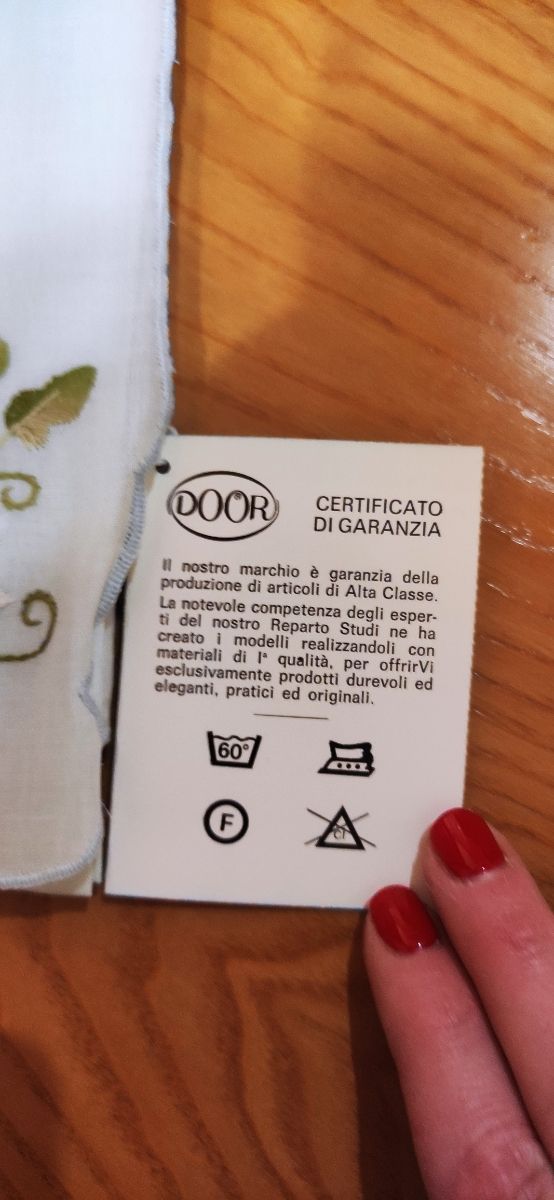 DOOR
CERTIFICATO
DI GARANZIA
Il nostro marchio è garanzia della
produzione di articoli di Alta Classe.
La notevole competenza degli esper-
ti del nostro Reparto Studi ne ha
creato i modelli realizzandoli con
materiali di Iª qualità, per offrirVi
esclusivamente prodotti durevoli ed
eleganti, pratici ed originali.
60°
F
Cl